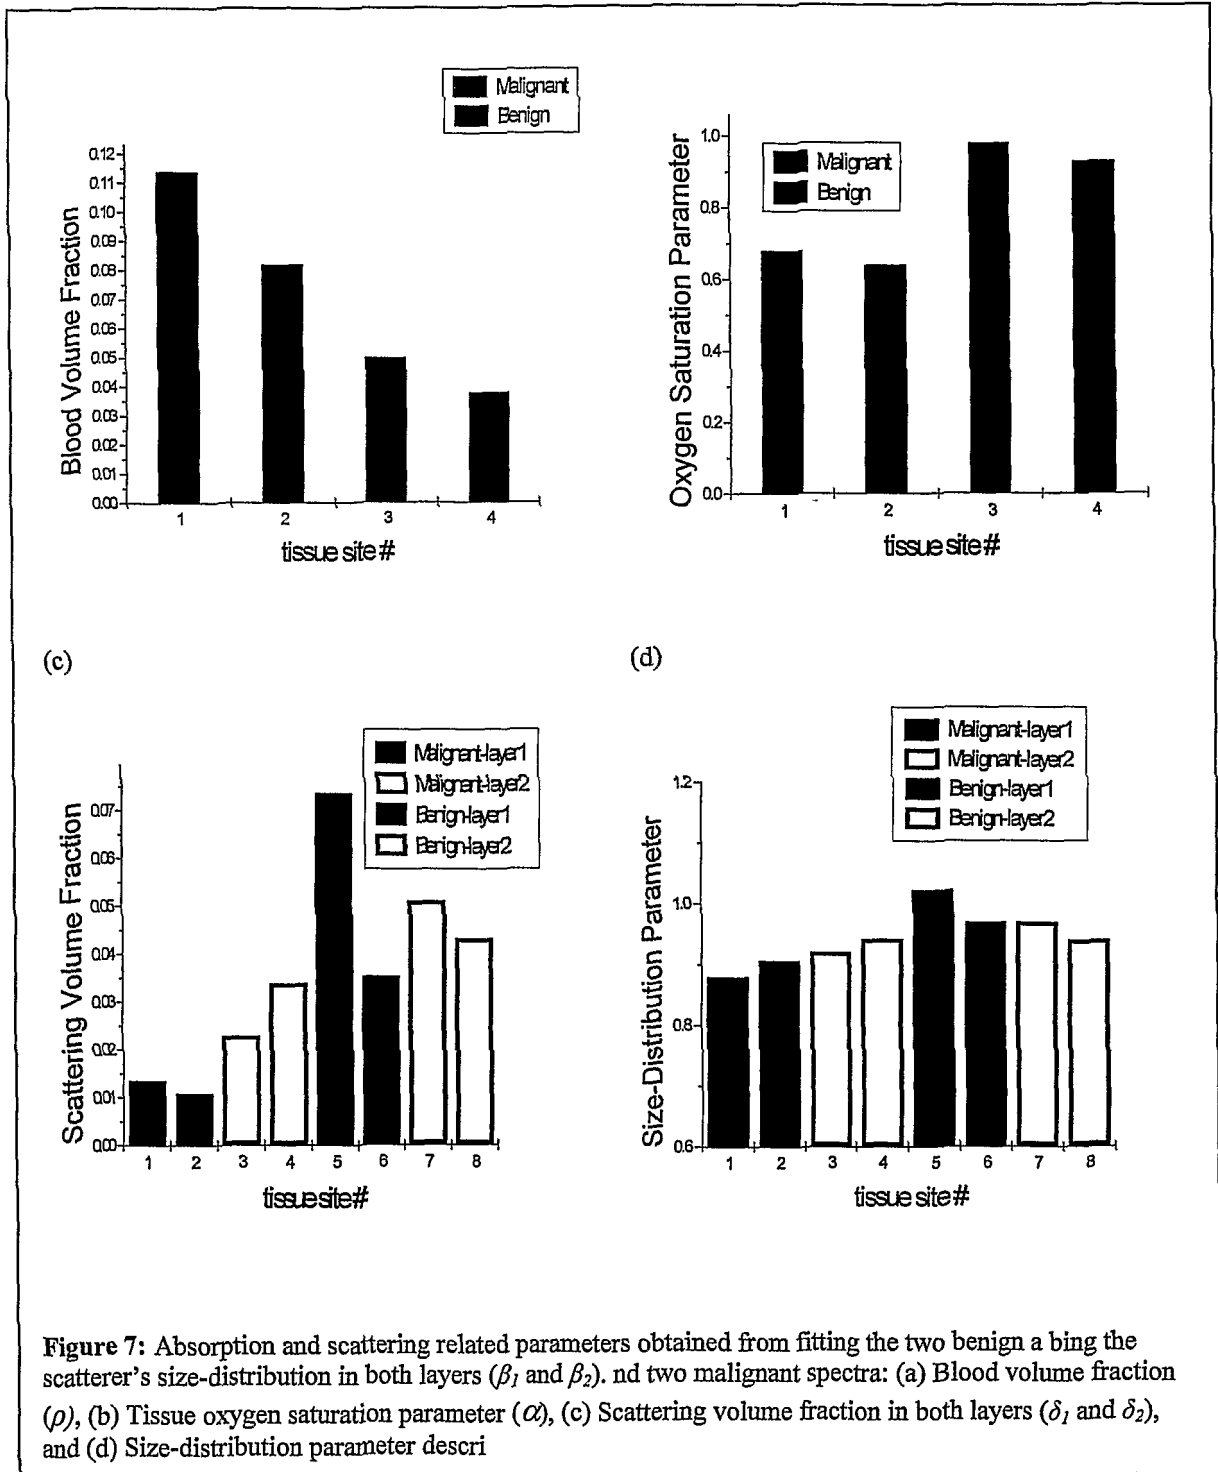 Malignant
Benign
Blood Volume Fraction
0.12
0.11
0.10
0.09
0.08
0.07
0.06
0.05
0.04
0.03
0.02
0.01
0.00
1 2 3 4
tissue site #
Malignant
Benign
Oxygen Saturation Parameter
1.0
0.8
0.6
0.4
0.2
0.0
1 2 3 4
tissue site #
(c)
Malignant-layer1
Malignant-layer2
Benign-layer1
Benign-layer2
Scattering Volume Fraction
0.07
0.06
0.05
0.04
0.03
0.02
0.01
0.00
1 2 3 4 5 6 7 8
tissue site #
(d)
Malignant-layer1
Malignant-layer2
Benign-layer1
Benign-layer2
Size-Distribution Parameter
1.2
1.0
0.8
0.6
1 2 3 4 5 6 7 8
tissue site #
Figure 7: Absorption and scattering related parameters obtained from fitting the two benign a bing the
scatterer's size-distribution in both layers (β1 and β2). nd two malignant spectra: (a) Blood volume fraction
(ρ), (b) Tissue oxygen saturation parameter (α), (c) Scattering volume fraction in both layers (δ1 and δ2),
and (d) Size-distribution parameter descri